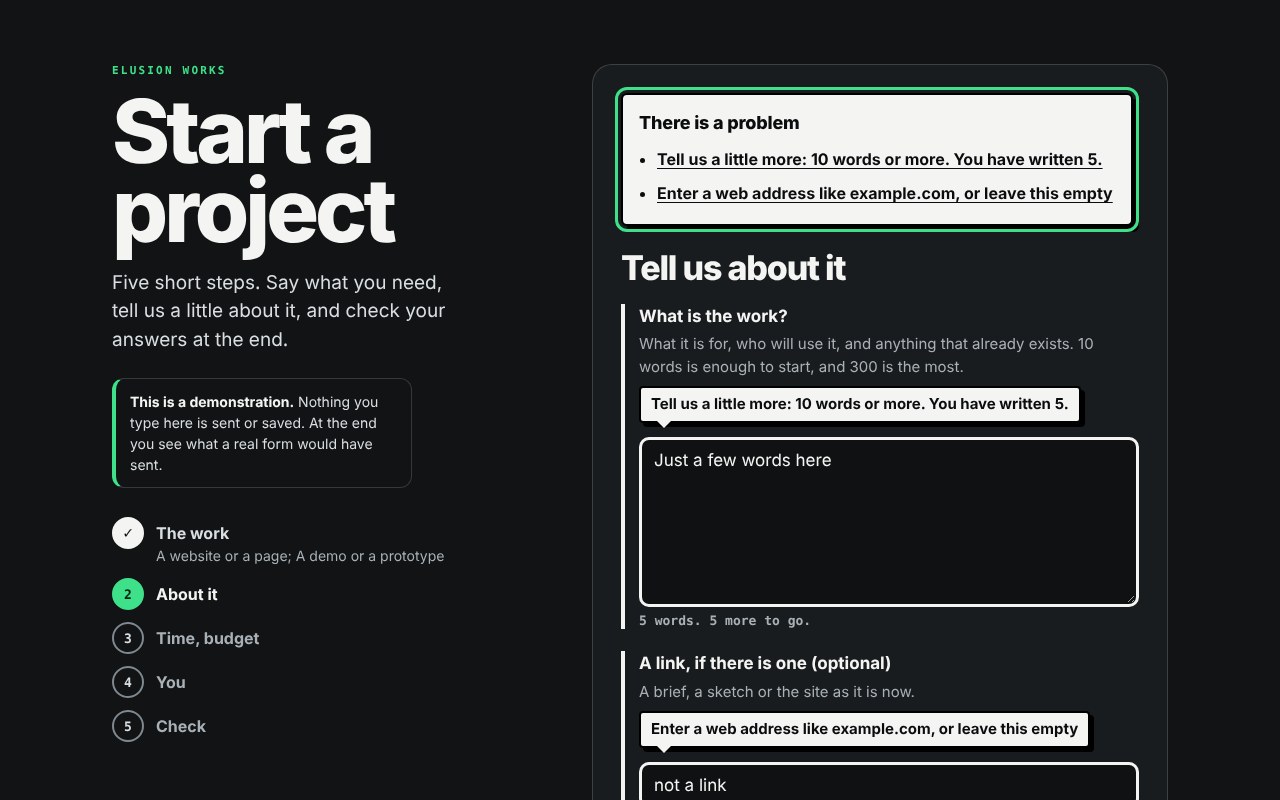 ELUSION WORKS
Start a
project
Five short steps. Say what you need,
tell us a little about it, and check your
answers at the end.
This is a demonstration. Nothing you
type here is sent or saved. At the end
you see what a real form would have
sent.
✓ The work
A website or a page; A demo or a prototype
2 About it
3 Time, budget
4 You
5 Check
There is a problem
• Tell us a little more: 10 words or more. You have written 5.
• Enter a web address like example.com, or leave this empty
Tell us about it
What is the work?
What it is for, who will use it, and anything that already exists. 10
words is enough to start, and 300 is the most.
Tell us a little more: 10 words or more. You have written 5.
Just a few words here
5 words. 5 more to go.
A link, if there is one (optional)
A brief, a sketch or the site as it is now.
Enter a web address like example.com, or leave this empty
not a link